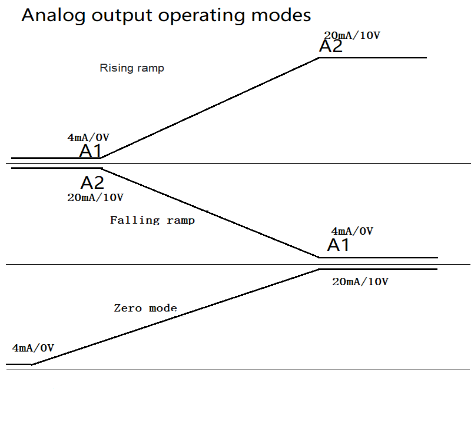 Analog output operating modes
20mA/10V
A2
Rising ramp
4mA/0V
A1
A2
20mA/10V
Falling ramp
4mA/0V
A1
20mA/10V
Zero mode
4mA/0V